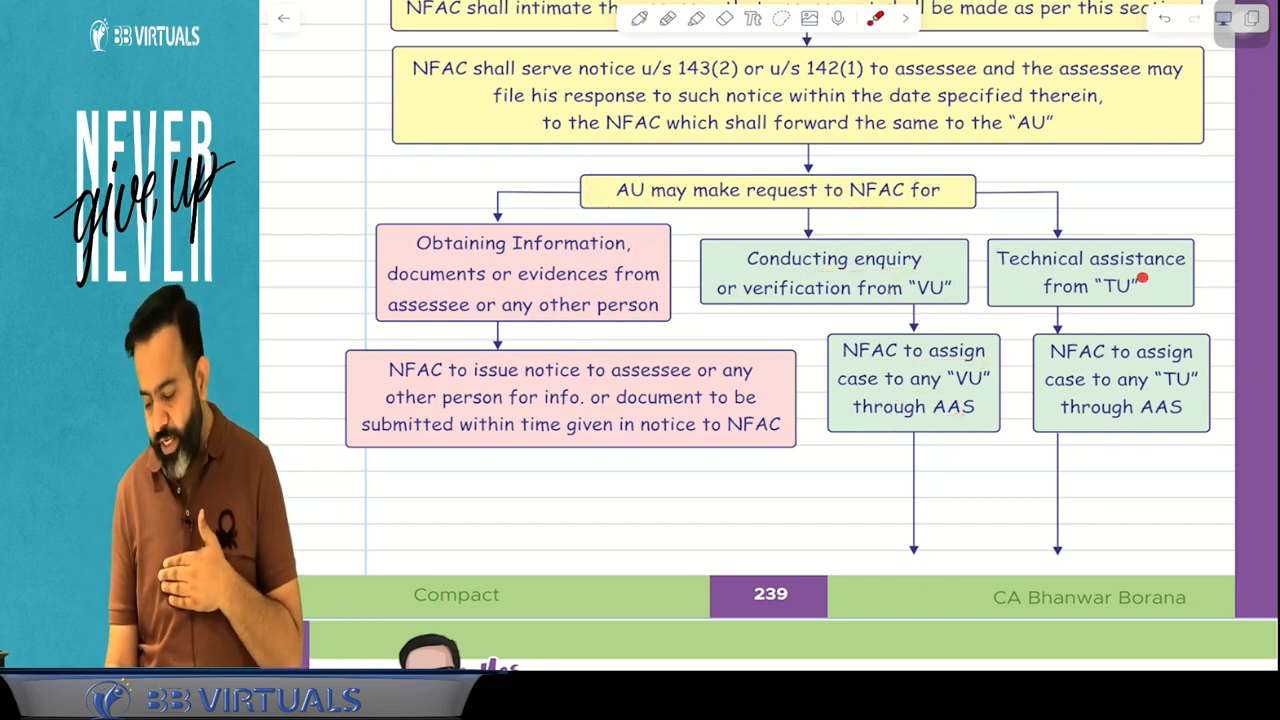 BB VIRTUALS
NEVER
give up
NEVER
NFAC shall intimate the
shall be made as per this
NFAC shall serve notice u/s 143(2) or u/s 142(1) to assessee and the assessee may
file his response to such notice within the date specified therein,
to the NFAC which shall forward the same to the “AU”
AU may make request to NFAC for
Obtaining Information,
documents or evidences from
assessee or any other person
Conducting enquiry
or verification from “VU”
Technical assistance
from “TU”
NFAC to issue notice to assessee or any
other person for info. or document to be
submitted within time given in notice to NFAC
NFAC to assign
case to any “VU”
through AAS
NFAC to assign
case to any “TU”
through AAS
Compact
239
CA Bhanwar Borana
BB VIRTUALS